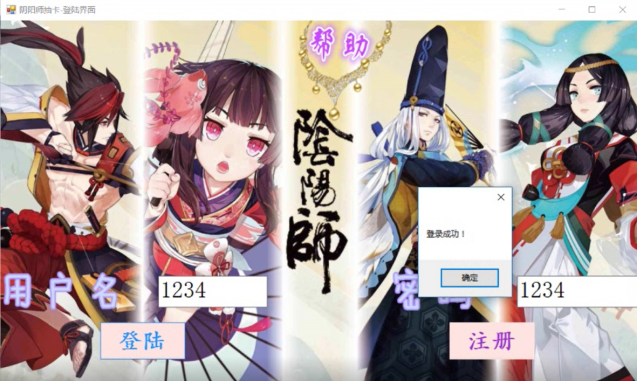 阴阳师抽卡-登陆界面
帮助
陰陽師
登录成功！
确定
用户名
1234
密
1234
登陆
注册